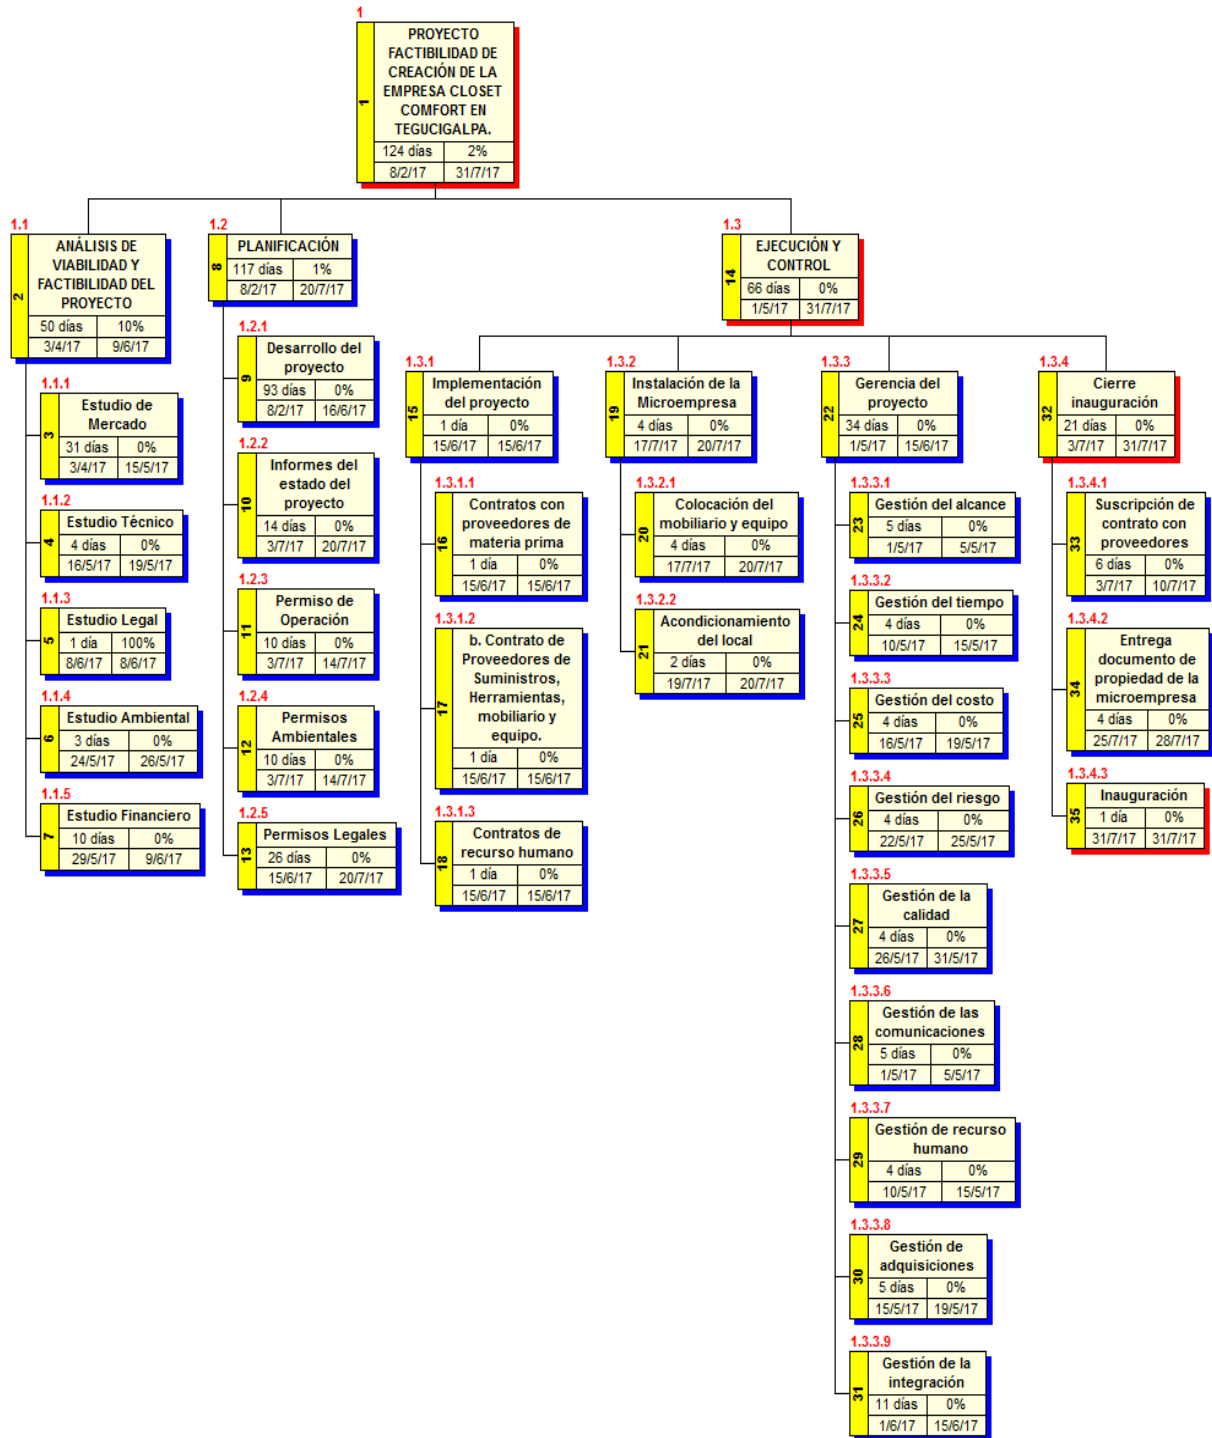 1
1
PROYECTO
FACTIBILIDAD DE
CREACIÓN DE LA
EMPRESA CLOSET
COMFORT EN
TEGUCIGALPA.
124 días 2%
8/2/17 31/7/17
1.1
2
ANÁLISIS DE
VIABILIDAD Y
FACTIBILIDAD DEL
PROYECTO
50 días 10%
3/4/17 9/6/17
1.1.1
3
Estudio de
Mercado
31 días 0%
3/4/17 15/5/17
1.1.2
4
Estudio Técnico
4 días 0%
16/5/17 19/5/17
1.1.3
5
Estudio Legal
1 día 100%
8/6/17 8/6/17
1.1.4
6
Estudio Ambiental
3 días 0%
24/5/17 26/5/17
1.1.5
7
Estudio Financiero
10 días 0%
29/5/17 9/6/17
1.2
8
PLANIFICACIÓN
117 días 1%
8/2/17 20/7/17
1.2.1
9
Desarrollo del
proyecto
93 días 0%
8/2/17 16/6/17
1.2.2
10
Informes del
estado del
proyecto
14 días 0%
3/7/17 20/7/17
1.2.3
11
Permiso de
Operación
10 días 0%
3/7/17 14/7/17
1.2.4
12
Permisos
Ambientales
10 días 0%
3/7/17 14/7/17
1.2.5
13
Permisos Legales
26 días 0%
15/6/17 20/7/17
1.3
14
EJECUCIÓN Y
CONTROL
66 días 0%
1/5/17 31/7/17
1.3.1
15
Implementación
del proyecto
1 día 0%
15/6/17 15/6/17
1.3.1.1
16
Contratos con
proveedores de
materia prima
1 día 0%
15/6/17 15/6/17
1.3.1.2
17
b. Contrato de
Proveedores de
Suministros,
Herramientas,
mobiliario y
equipo.
1 día 0%
15/6/17 15/6/17
1.3.1.3
18
Contratos de
recurso humano
1 día 0%
15/6/17 15/6/17
1.3.2
19
Instalación de la
Microempresa
4 días 0%
17/7/17 20/7/17
1.3.2.1
20
Colocación del
mobiliario y equipo
4 días 0%
17/7/17 20/7/17
1.3.2.2
21
Acondicionamiento
del local
2 días 0%
19/7/17 20/7/17
1.3.3
22
Gerencia del
proyecto
34 días 0%
1/5/17 15/6/17
1.3.3.1
23
Gestión del alcance
5 días 0%
1/5/17 5/5/17
1.3.3.2
24
Gestión del tiempo
4 días 0%
10/5/17 15/5/17
1.3.3.3
25
Gestión del costo
4 días 0%
16/5/17 19/5/17
1.3.3.4
26
Gestión del riesgo
4 días 0%
22/5/17 25/5/17
1.3.3.5
27
Gestión de la
calidad
4 días 0%
26/5/17 31/5/17
1.3.3.6
28
Gestión de las
comunicaciones
5 días 0%
1/5/17 5/5/17
1.3.3.7
29
Gestión de recurso
humano
4 días 0%
10/5/17 15/5/17
1.3.3.8
30
Gestión de
adquisiciones
5 días 0%
15/5/17 19/5/17
1.3.3.9
31
Gestión de la
integración
11 días 0%
1/6/17 15/6/17
1.3.4
32
Cierre
inauguración
21 días 0%
3/7/17 31/7/17
1.3.4.1
33
Suscripción de
contrato con
proveedores
6 días 0%
3/7/17 10/7/17
1.3.4.2
34
Entrega
documento de
propiedad de la
microempresa
4 días 0%
25/7/17 28/7/17
1.3.4.3
35
Inauguración
1 día 0%
31/7/17 31/7/17